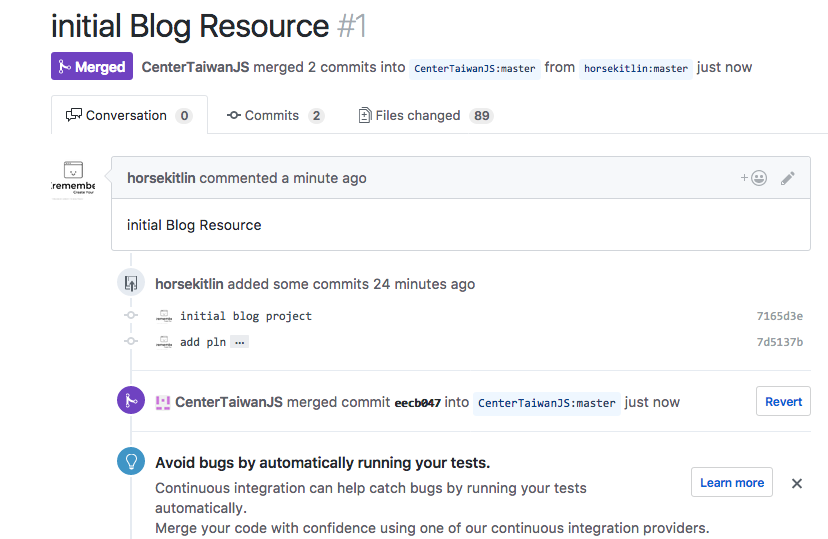 initial Blog Resource #1
Merged CenterTaiwanJS merged 2 commits into CenterTaiwanJS:master from horsekitlin:master just now
Conversation 0 Commits 2 Files changed 89
horsekitlin commented a minute ago
initial Blog Resource
horsekitlin added some commits 24 minutes ago
initial blog project 7165d3e
add pln … 7d5137b
CenterTaiwanJS merged commit eecb047 into CenterTaiwanJS:master just now Revert
Avoid bugs by automatically running your tests.
Continuous integration can help catch bugs by running your tests
automatically.
Merge your code with confidence using one of our continuous integration providers.
Learn more